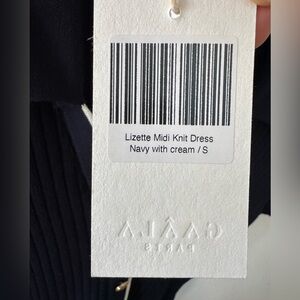 Lizette Midi Knit Dress
Navy with cream / S
GAÂLA
PARIS